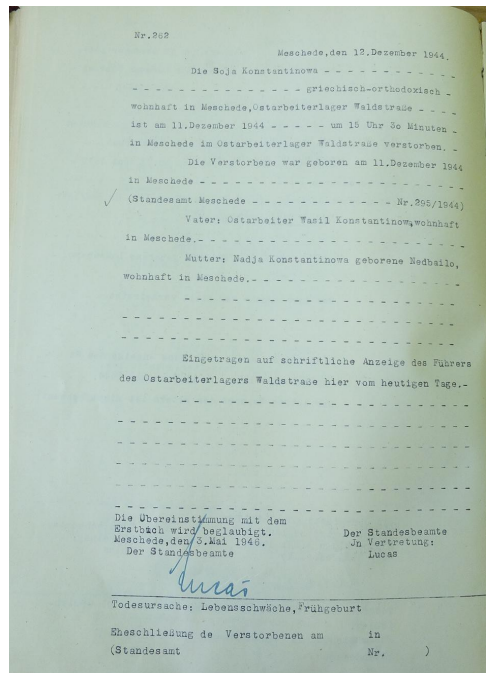 Nr.262
Meschede,den 12.Dezember 1944.
Die Soja Konstantinowa - - - - - - - - - - - -
- - - - - - - - - - - - - - - griechisch-orthodoxisch -
wohnhaft in Meschede,Ostarbeiterlager Waldstraße - - - -
ist am 11.Dezember 1944 - - - - - um 15 Uhr 30 Minuten -
in Meschede im Ostarbeiterlager Waldstraße verstorben. - -
Die Verstorbene war geboren am 11.Dezember 1944
in Meschede - - - - - - - - - - - - - - - - - - - - - -
(Standesamt Meschede - - - - - - - - - - - - Nr.295/1944)
Vater: Ostarbeiter Wasil Konstantinow,wohnhaft
in Meschede.- - - - - - - - - - - - - - - - - - - - - -
Mutter: Nadja Konstantinowa geborene Nedbailo,
wohnhaft in Meschede.- - - - - - - - - - - - - - - - -
- - - - - - - - - - - - - - - - - - - - - -
- - - - - - - - - - - - - - - - - - - - - - - - - - -
- - - - - - - - - - - - - - - - - - - - - - - - - - -
Eingetragen auf schriftliche Anzeige des Führers
des Ostarbeiterlagers Waldstraße hier vom heutigen Tage.-
- - - - - - - - - - - - - - - - - - - - - -
- - - - - - - - - - - - - - - - - - - - - - - - - - -
- - - - - - - - - - - - - - - - - - - - - - - - - - -
- - - - - - - - - - - - - - - - - - - - - - - - - - -
- - - - - - - - - - - - - - - - - - - - - - - - - - -
- - - - - - - - - - - - - - - - - - - - - - - - - - -
Die Übereinstimmung mit dem
Erstbuch wird beglaubigt.
Meschede,den 3.Mai 1946.
Der Standesbeamte
Der Standesbeamte
Jn Vertretung:
Lucas
Lucas
Todesursache: Lebensschwäche, Frühgeburt
Eheschließung de Verstorbenen am in
(Standesamt Nr. )